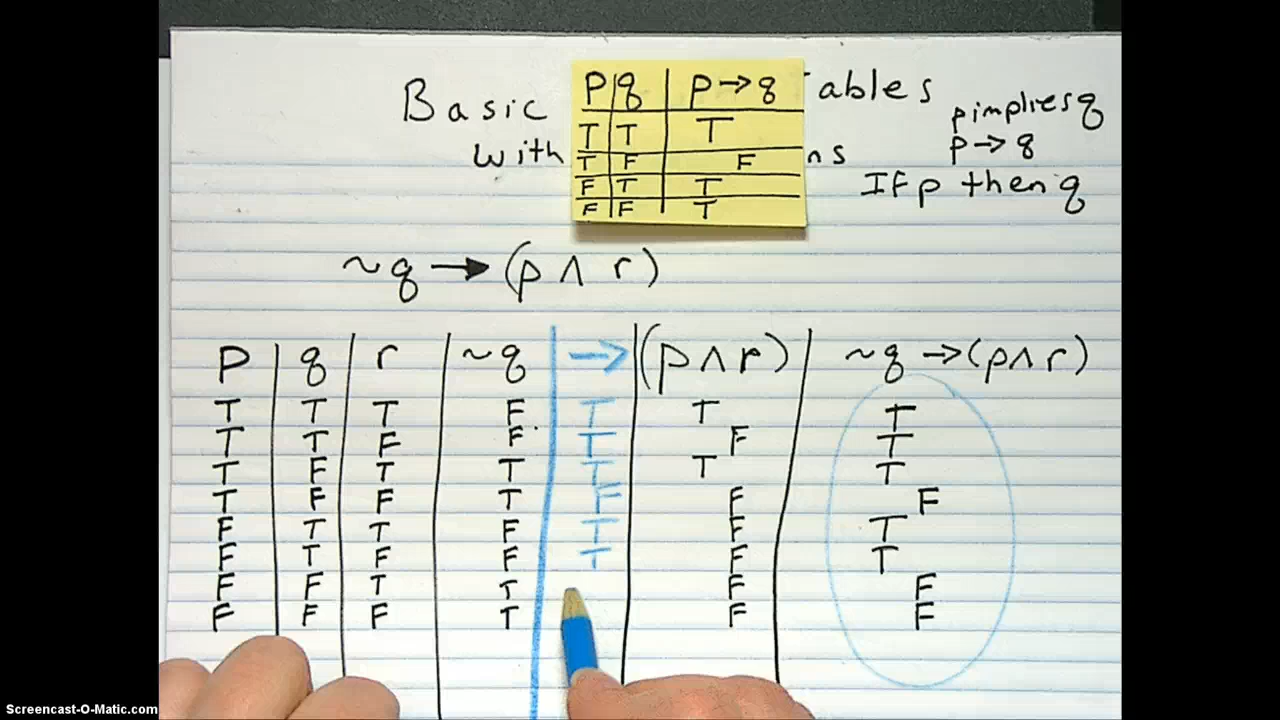 Basic ables
with ns
p q p → q
T T T
T F F
F T T
F F T
p implies q
p → q
If p then q
~q → (p ∧ r)
p q r ~q → (p ∧ r) ~q → (p ∧ r)
T T T F T T T
T T F F T F T
T F T T T T T
T F F T F F F
F T T F T F T
F T F F T F T
F F T T F F
F F F T F F
Screencast-O-Matic.com